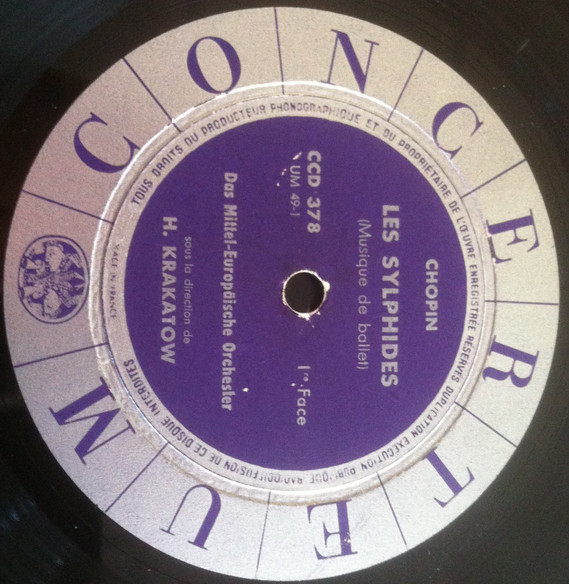 CONCERTEUM
TOUS DROITS DU PRODUCTEUR PHONOGRAPHIQUE ET DU PROPRIÉTAIRE DE L'ŒUVRE ENREGISTRÉE RÉSERVÉS DUPLICATION EXÉCUTION PUBLIQUE RADIODIFFUSION DE CE DISQUE INTERDITES
CHOPIN
LES SYLPHIDES
(Musique de ballet)
CCD 378
UM 49-1
1re Face
Das Mittel-Europäische Orchester
sous la direction de
H. KRAKATOW
MADE IN FRANCE